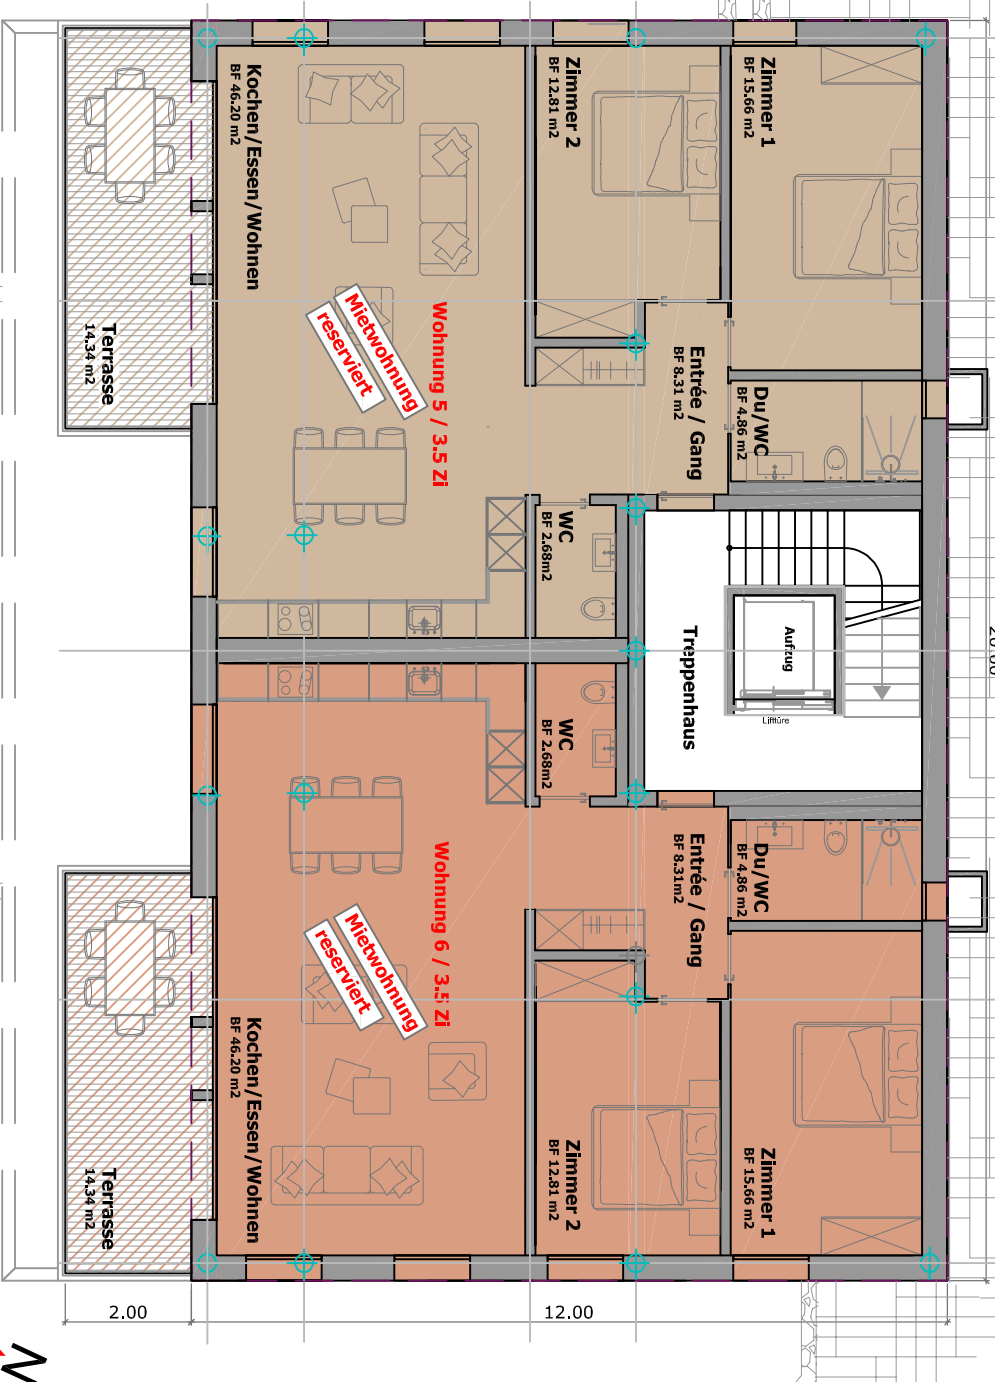 Kochen/Essen/Wohnen
BF 46.20 m2
Zimmer 2
BF 12.81 m2
Zimmer 1
BF 15.66 m2
Terrasse
14.34 m2
Mietwohnung
reserviert
Wohnung 5 / 3.5 Zi
Entrée / Gang
BF 8.31 m2
Du/WC
BF 4.86 m2
WC
BF 2.68m2
Treppenhaus
Aufzug
Lifttüre
20.00
WC
BF 2.68m2
Entrée / Gang
BF 8.31m2
Du/WC
BF 4.86 m2
Wohnung 6 / 3.5 Zi
Mietwohnung
reserviert
Kochen/Essen/Wohnen
BF 46.20 m2
Zimmer 2
BF 12.81 m2
Zimmer 1
BF 15.66 m2
Terrasse
14.34 m2
2.00
12.00
N